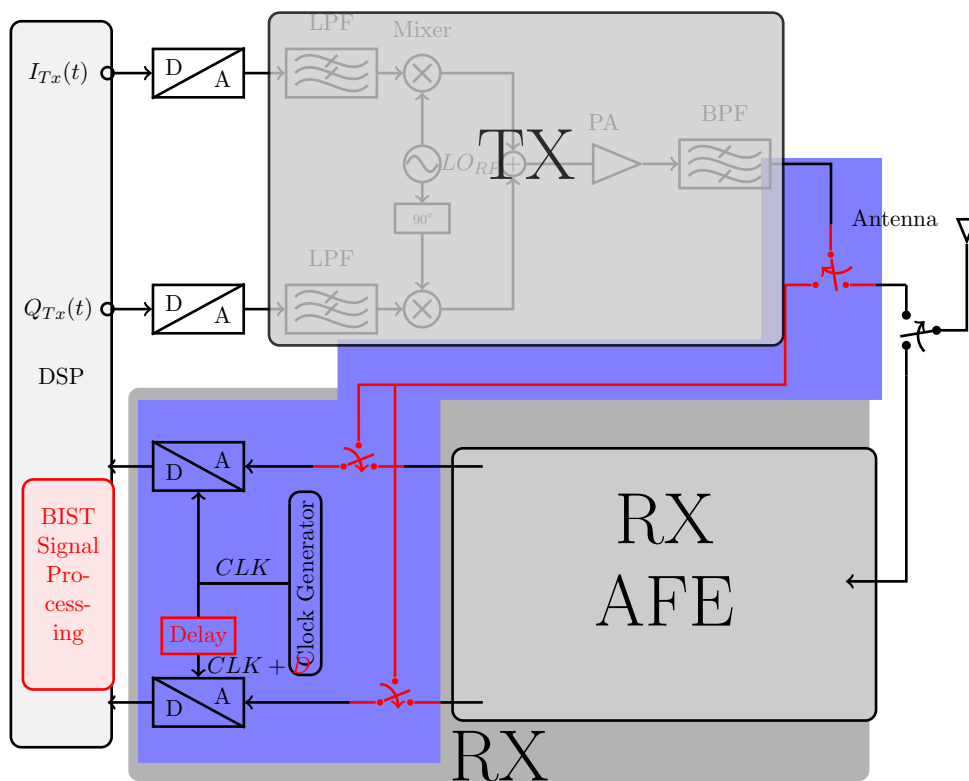 LPF
Mixer
I_{Tx}(t)
D
A
TX
PA
BPF
LO_{RF}
+
90°
Antenna
LPF
Q_{Tx}(t)
D
A
DSP
A
D
RX
AFE
BIST
Signal
Pro-
cess-
ing
CLK
Clock Generator
Delay
CLK + D
A
D
RX